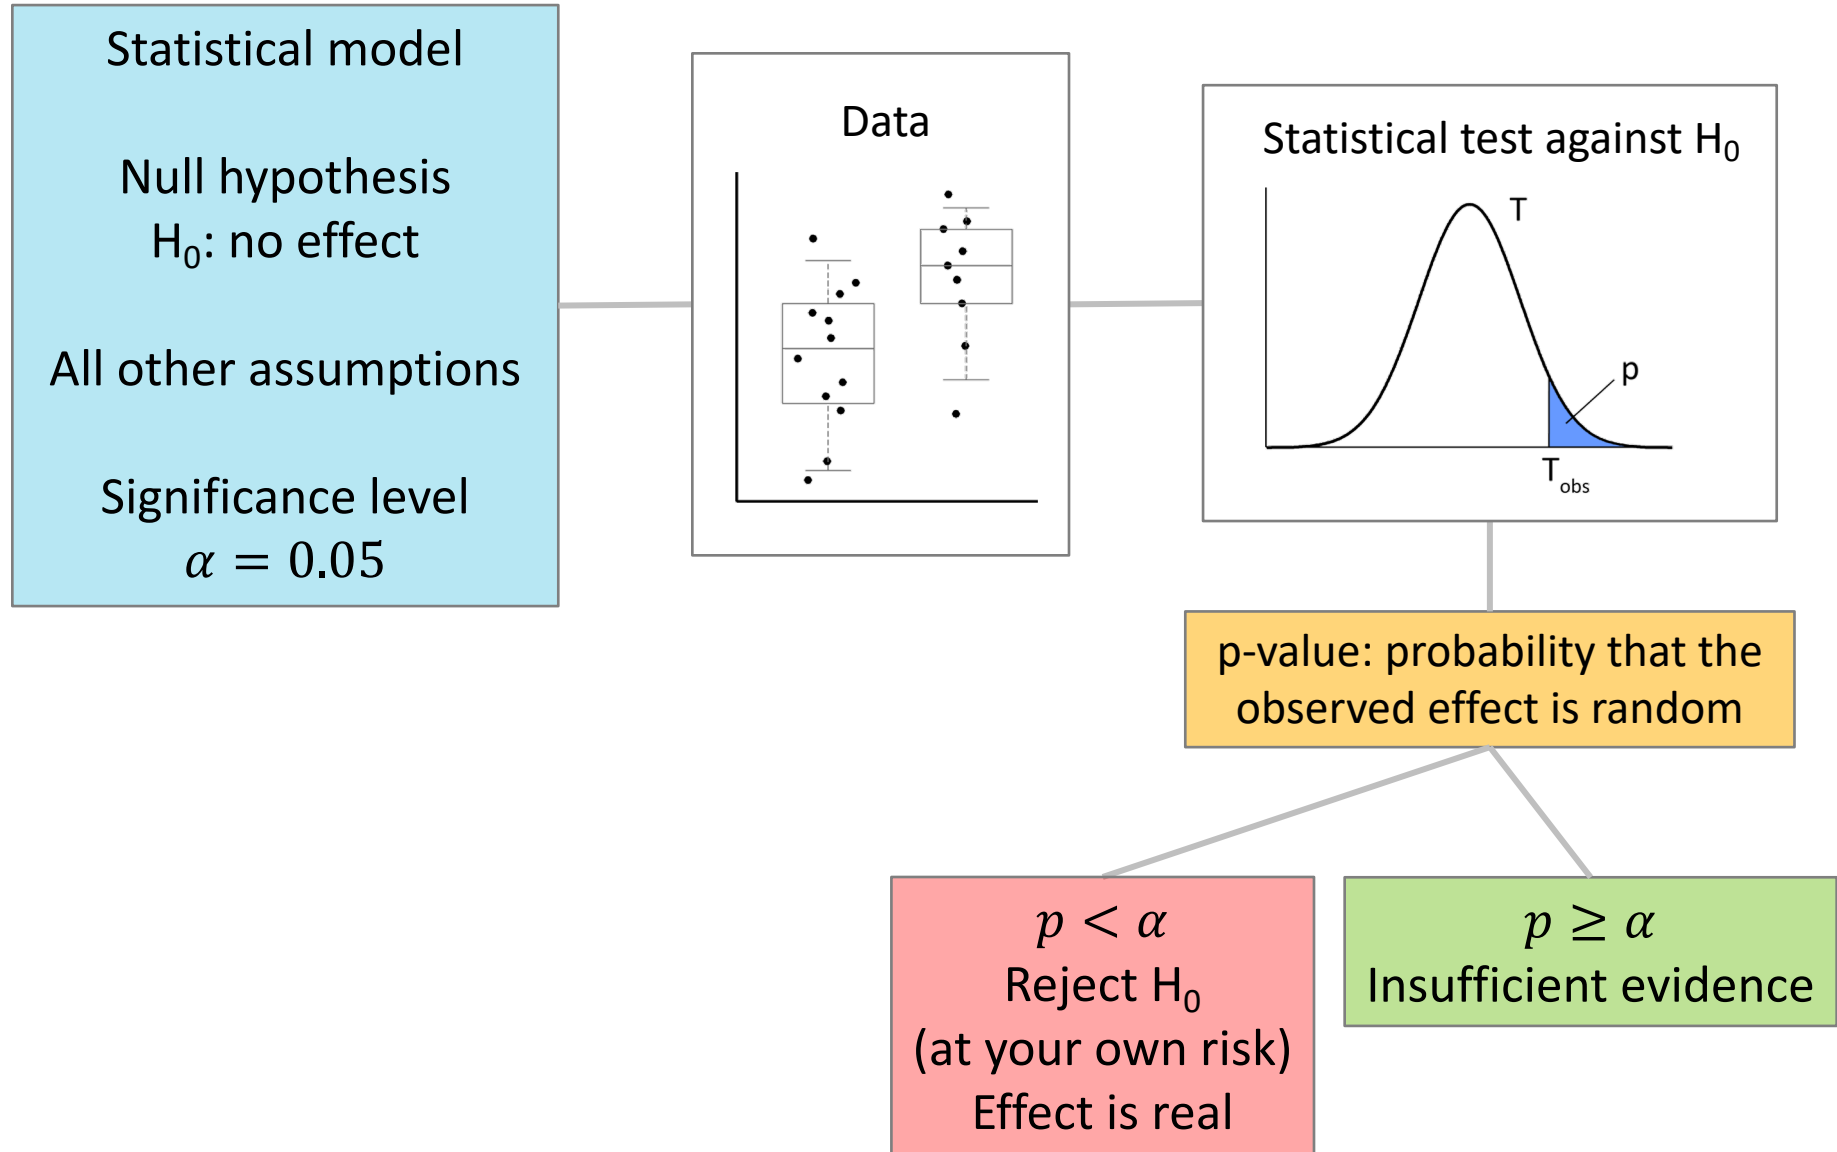 Statistical model
Null hypothesis
H₀: no effect
All other assumptions
Significance level
α = 0.05
Data
Statistical test against H₀
T
p
T_obs
p-value: probability that the
observed effect is random
p < α
Reject H₀
(at your own risk)
Effect is real
p ≥ α
Insufficient evidence